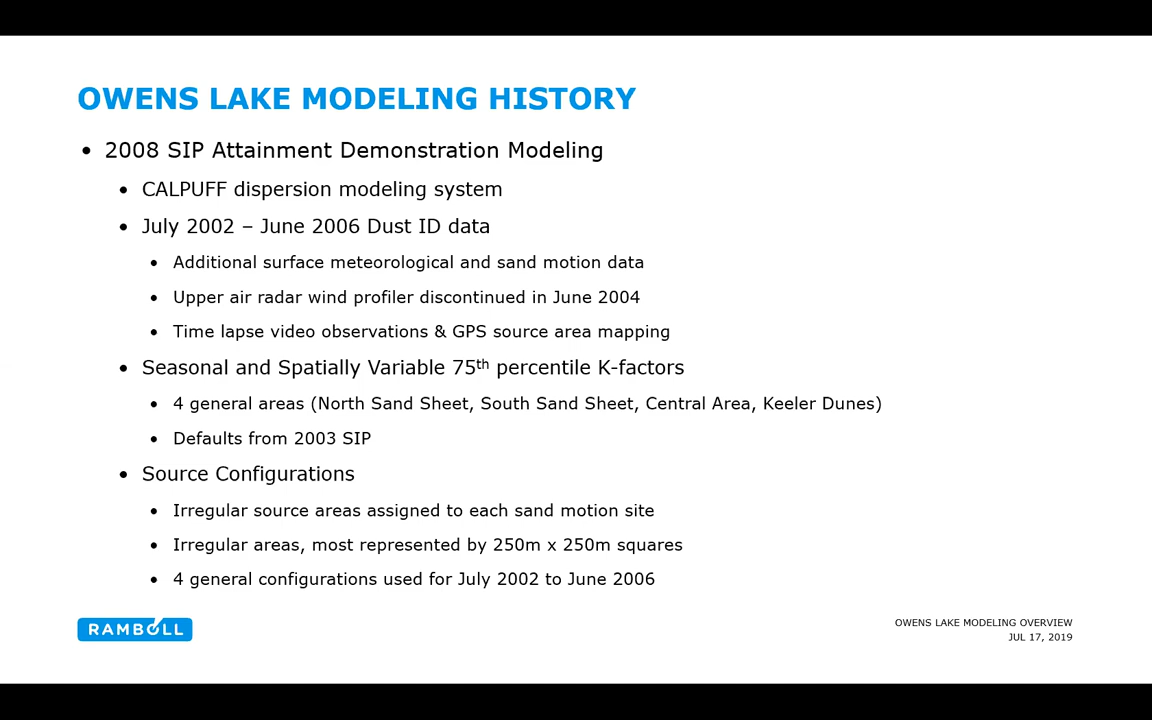 OWENS LAKE MODELING HISTORY
• 2008 SIP Attainment Demonstration Modeling
• CALPUFF dispersion modeling system
• July 2002 – June 2006 Dust ID data
• Additional surface meteorological and sand motion data
• Upper air radar wind profiler discontinued in June 2004
• Time lapse video observations & GPS source area mapping
• Seasonal and Spatially Variable 75th percentile K-factors
• 4 general areas (North Sand Sheet, South Sand Sheet, Central Area, Keeler Dunes)
• Defaults from 2003 SIP
• Source Configurations
• Irregular source areas assigned to each sand motion site
• Irregular areas, most represented by 250m x 250m squares
• 4 general configurations used for July 2002 to June 2006
RAMBOLL
OWENS LAKE MODELING OVERVIEW
JUL 17, 2019